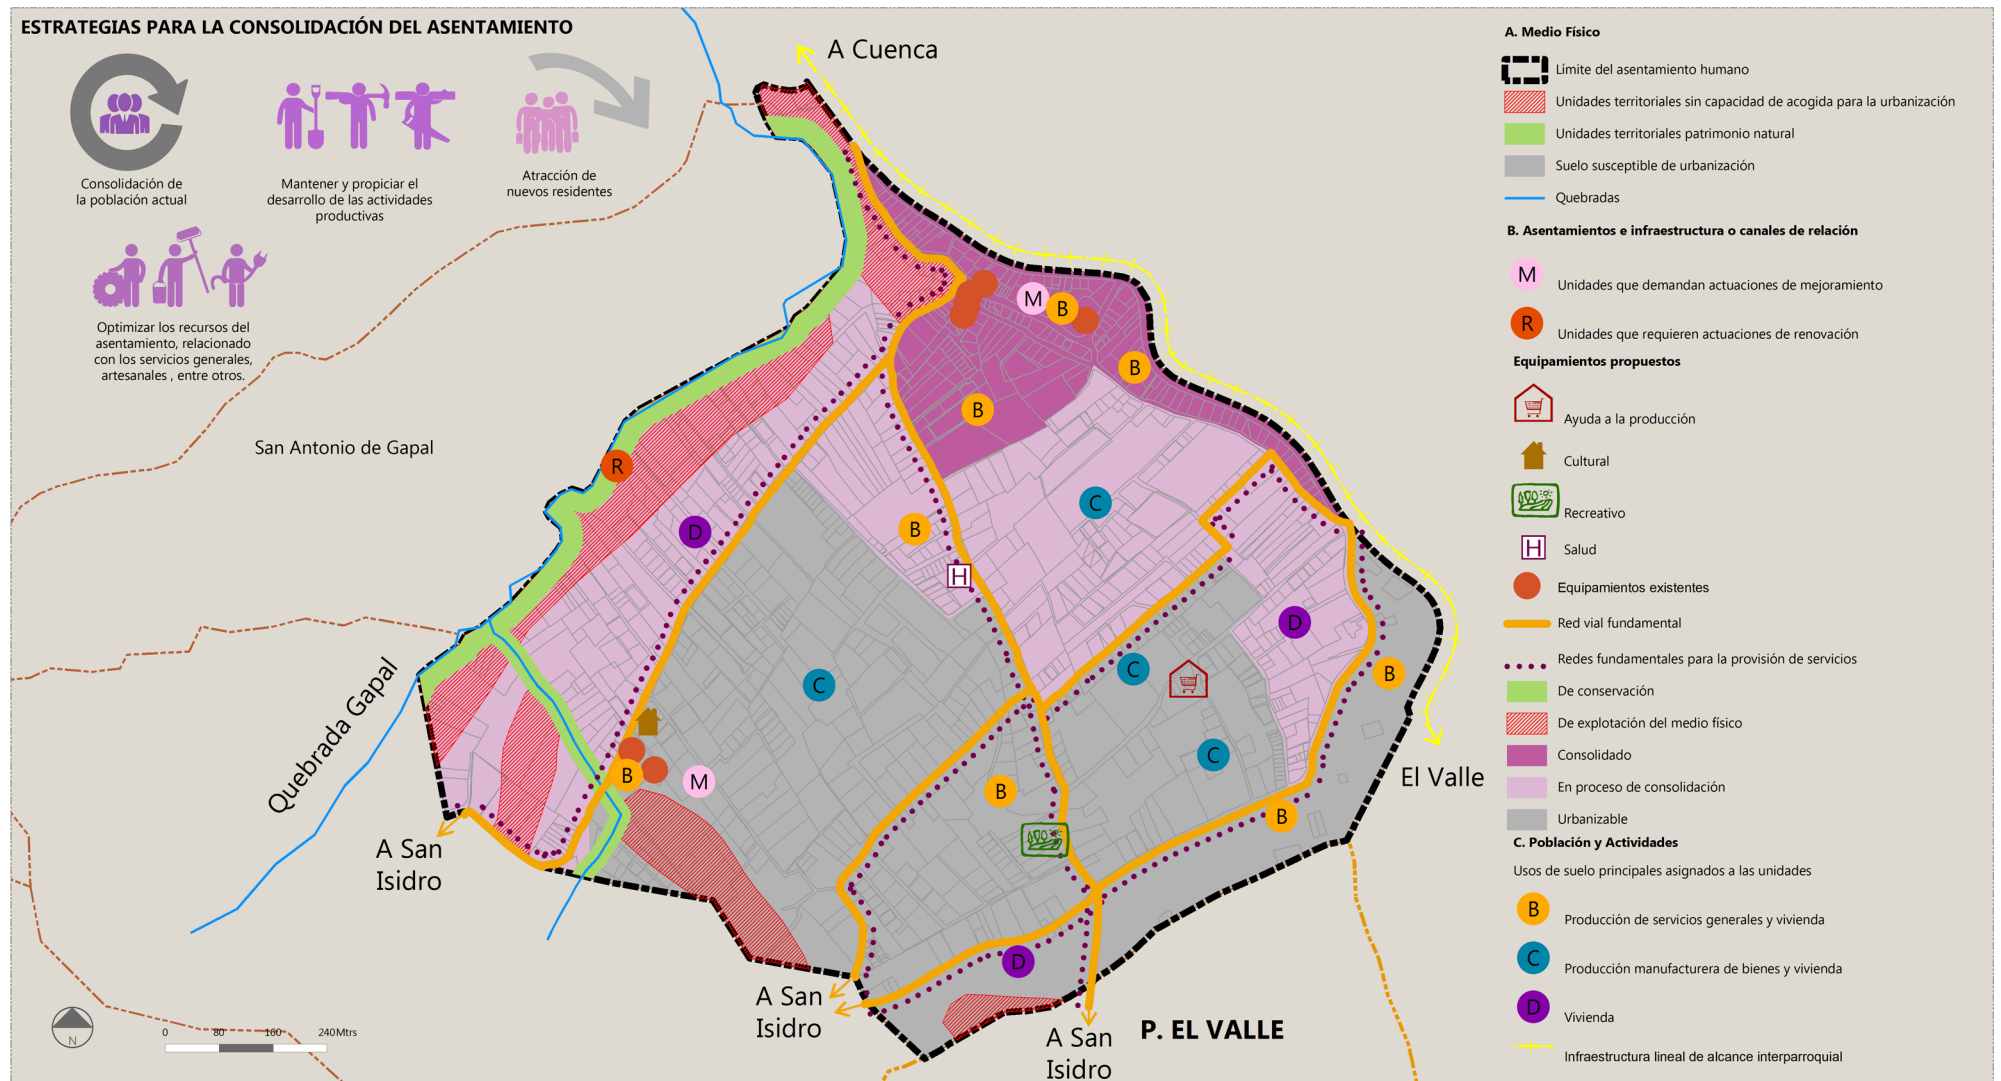 ESTRATEGIAS PARA LA CONSOLIDACIÓN DEL ASENTAMIENTO
Consolidación de
la población actual
Mantener y propiciar el
desarrollo de las actividades
productivas
Atracción de
nuevos residentes
Optimizar los recursos del
asentamiento, relacionado
con los servicios generales,
artesanales , entre otros.
A Cuenca
San Antonio de Gapal
Quebrada Gapal
M
B
B
B
R
D
B
C
H
D
C
C
B
C
B
M
B
B
D
El Valle
A San
Isidro
A San
Isidro
A San
Isidro
P. EL VALLE
N
0 80 160 240 Mtrs
A. Medio Físico
Límite del asentamiento humano
Unidades territoriales sin capacidad de acogida para la urbanización
Unidades territoriales patrimonio natural
Suelo susceptible de urbanización
Quebradas
B. Asentamientos e infraestructura o canales de relación
M Unidades que demandan actuaciones de mejoramiento
R Unidades que requieren actuaciones de renovación
Equipamientos propuestos
Ayuda a la producción
Cultural
Recreativo
H Salud
Equipamientos existentes
Red vial fundamental
Redes fundamentales para la provisión de servicios
De conservación
De explotación del medio físico
Consolidado
En proceso de consolidación
Urbanizable
C. Población y Actividades
Usos de suelo principales asignados a las unidades
B Producción de servicios generales y vivienda
C Producción manufacturera de bienes y vivienda
D Vivienda
Infraestructura lineal de alcance interparroquial